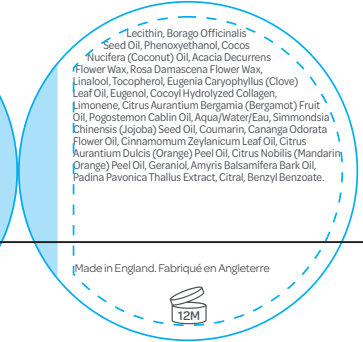 Lecithin, Borago Officinalis
Seed Oil, Phenoxyethanol, Cocos
Nucifera (Coconut) Oil, Acacia Decurrens
Flower Wax, Rosa Damascena Flower Wax,
Linalool, Tocopherol, Eugenia Caryophyllus (Clove)
Leaf Oil, Eugenol, Cocoyl Hydrolyzed Collagen,
Limonene, Citrus Aurantium Bergamia (Bergamot) Fruit
Oil, Pogostemon Cablin Oil, Aqua/Water/Eau, Simmondsia
Chinensis (Jojoba) Seed Oil, Coumarin, Cananga Odorata
Flower Oil, Cinnamomum Zeylanicum Leaf Oil, Citrus
Aurantium Dulcis (Orange) Peel Oil, Citrus Nobilis (Mandarin
Orange) Peel Oil, Geraniol, Amyris Balsamifera Bark Oil,
Padina Pavonica Thallus Extract, Citral, Benzyl Benzoate.
Made in England. Fabriqué en Angleterre
12M